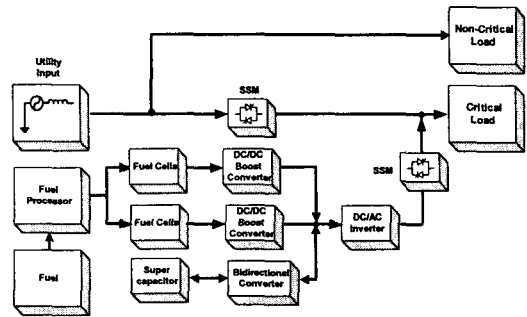 Non-Critical
Load
Utility
Input
SSM
Critical
Load
SSM
Fuel
Processor
Fuel Cells
DC/DC
Boost
Converter
Fuel Cells
DC/DC
Boost
Converter
DC/AC
Inverter
Fuel
Super
capacitor
Bidirectional
Converter